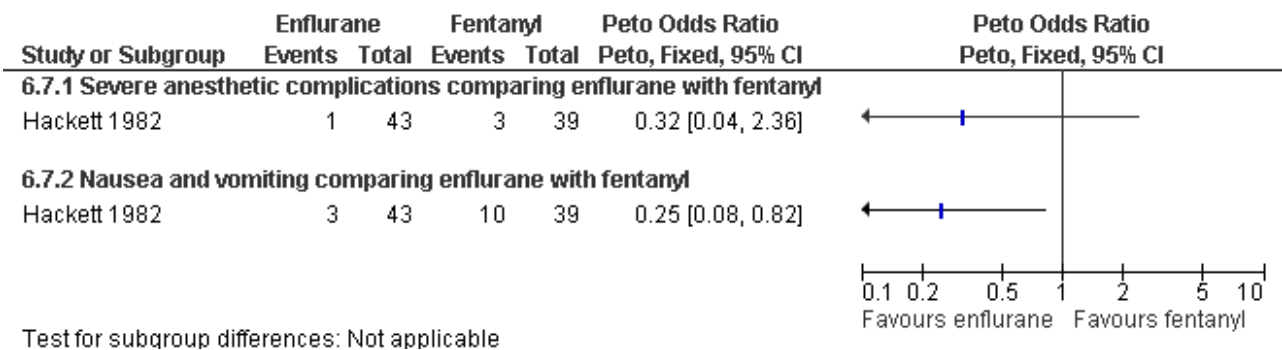 Enflurane Fentanyl Peto Odds Ratio Peto Odds Ratio
Study or Subgroup Events Total Events Total Peto, Fixed, 95% CI Peto, Fixed, 95% CI
6.7.1 Severe anesthetic complications comparing enflurane with fentanyl
Hackett 1982 1 43 3 39 0.32 [0.04, 2.36]
6.7.2 Nausea and vomiting comparing enflurane with fentanyl
Hackett 1982 3 43 10 39 0.25 [0.08, 0.82]
0.1 0.2 0.5 1 2 5 10
Favours enflurane Favours fentanyl
Test for subgroup differences: Not applicable